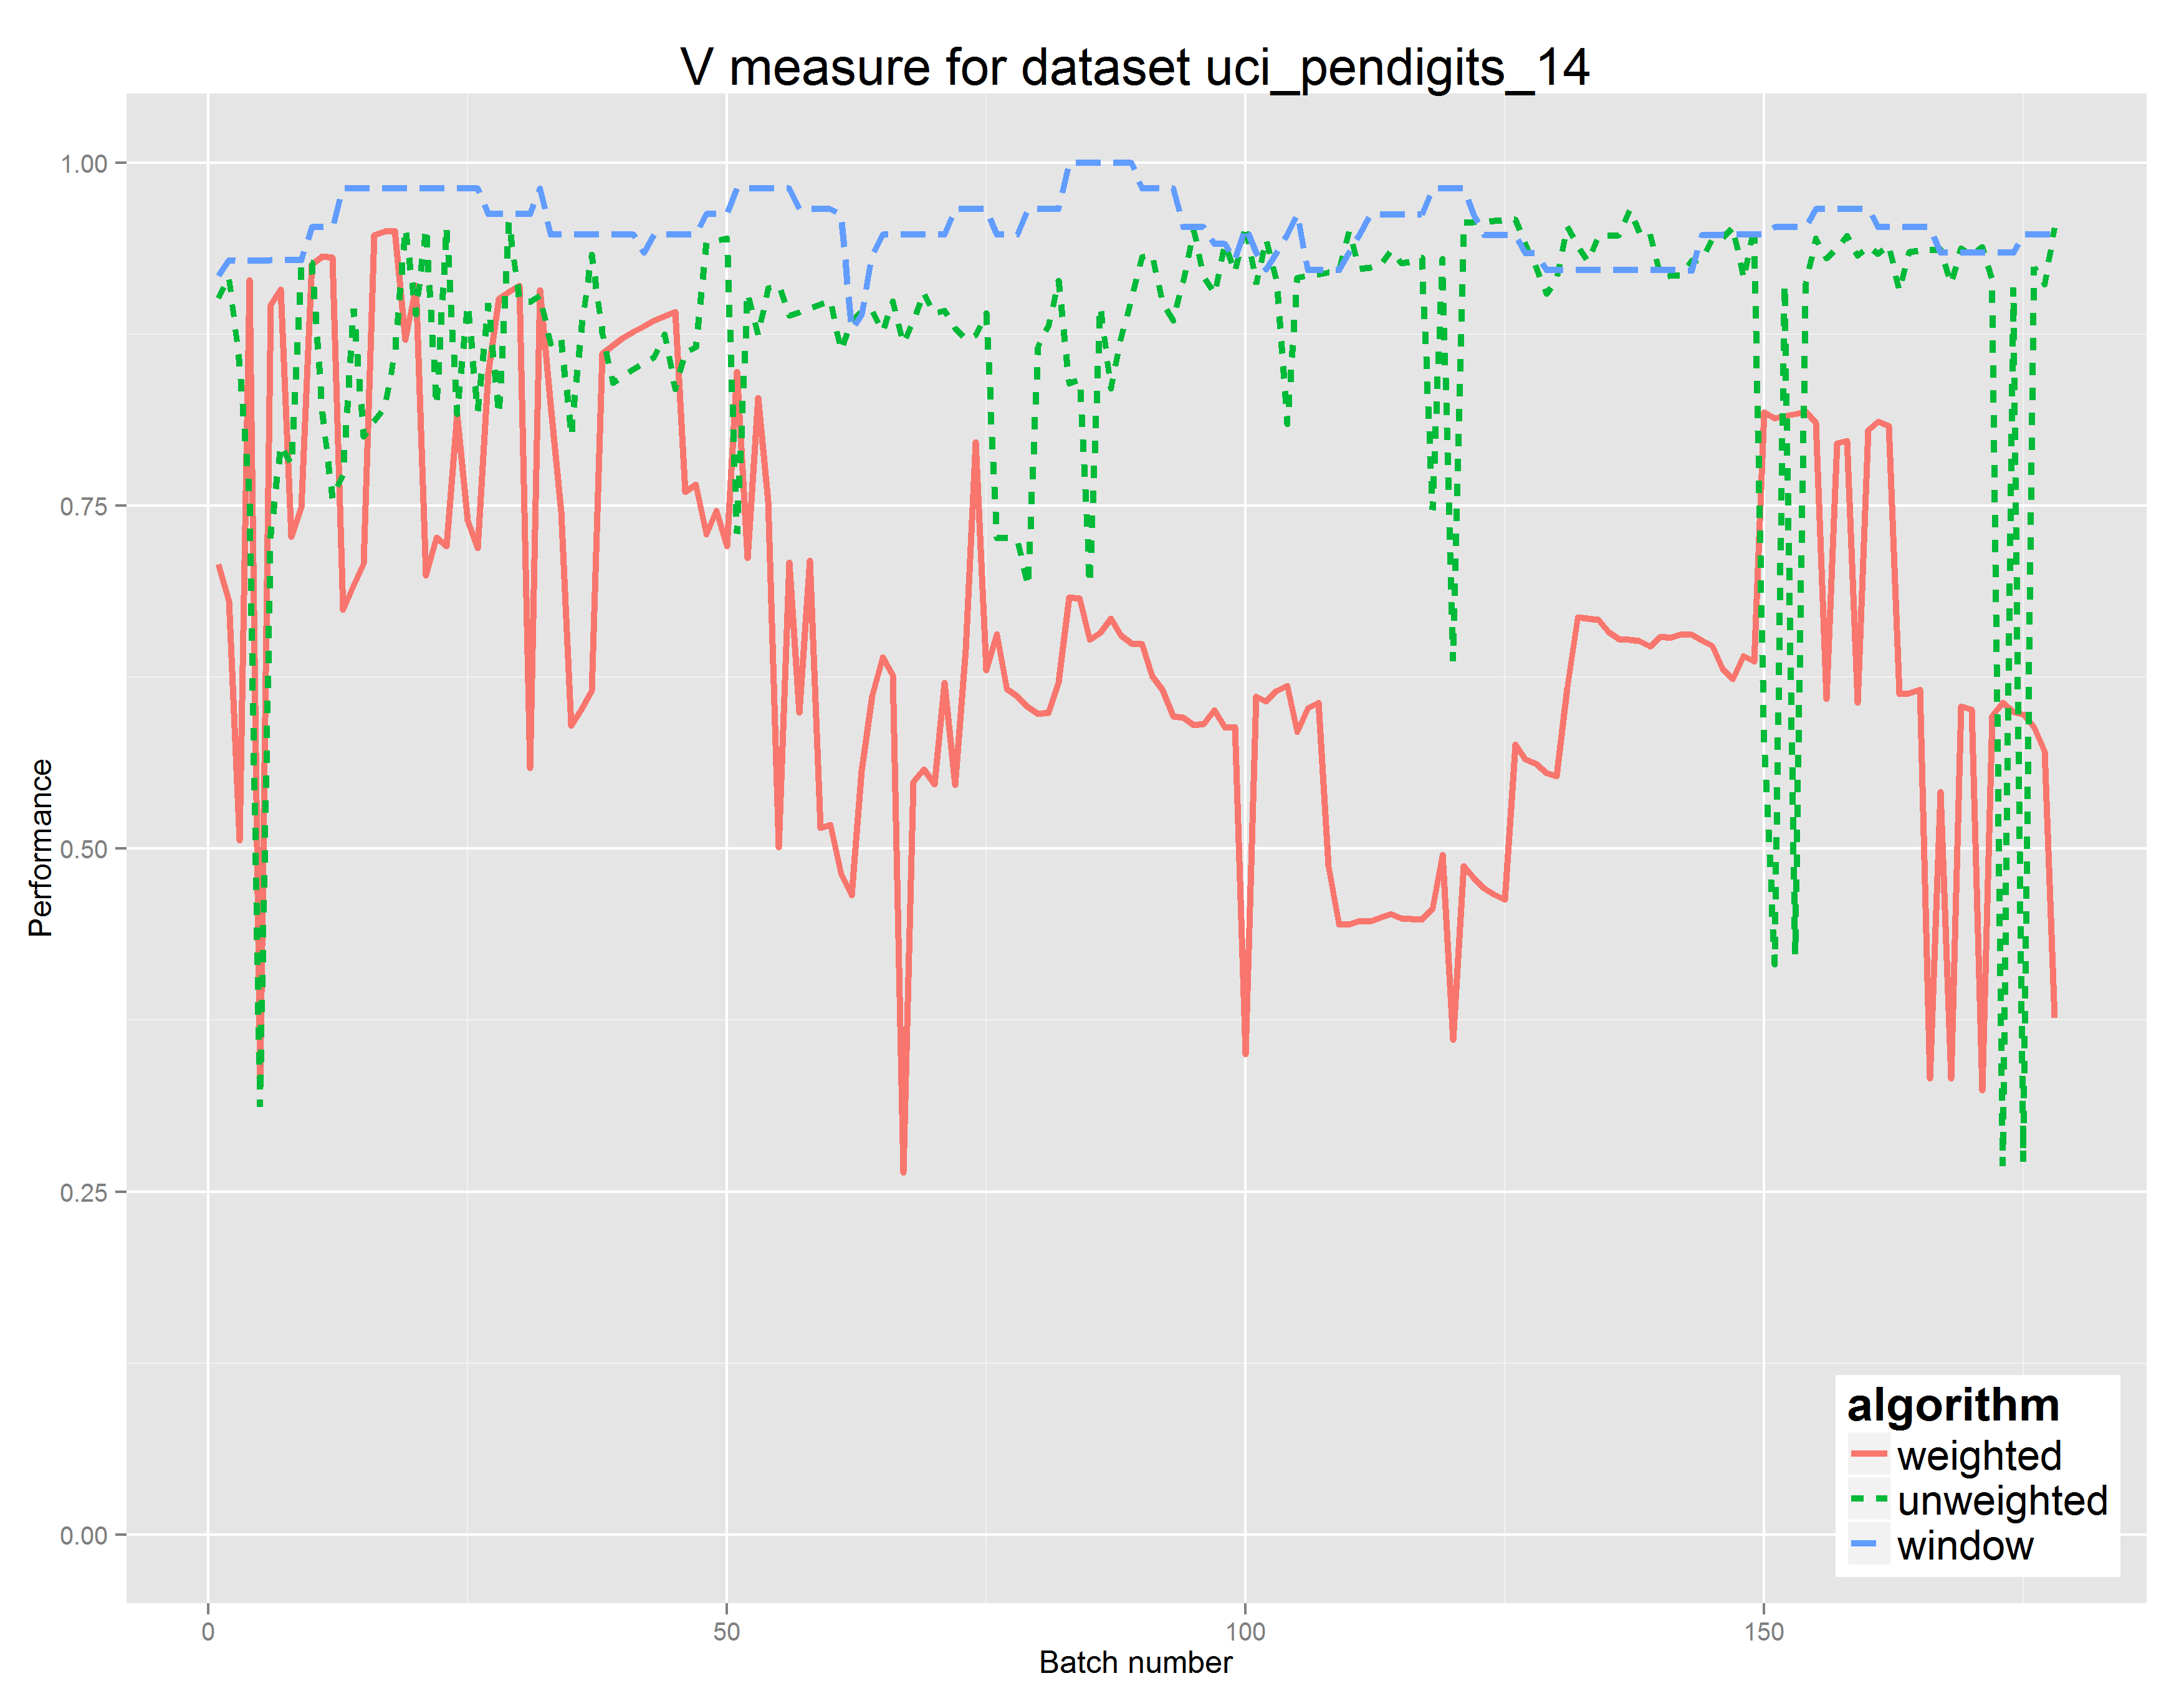 V measure for dataset uci_pendigits_14
1.00
0.75
0.50
0.25
0.00
Performance
0
50
100
150
Batch number
algorithm
weighted
unweighted
window